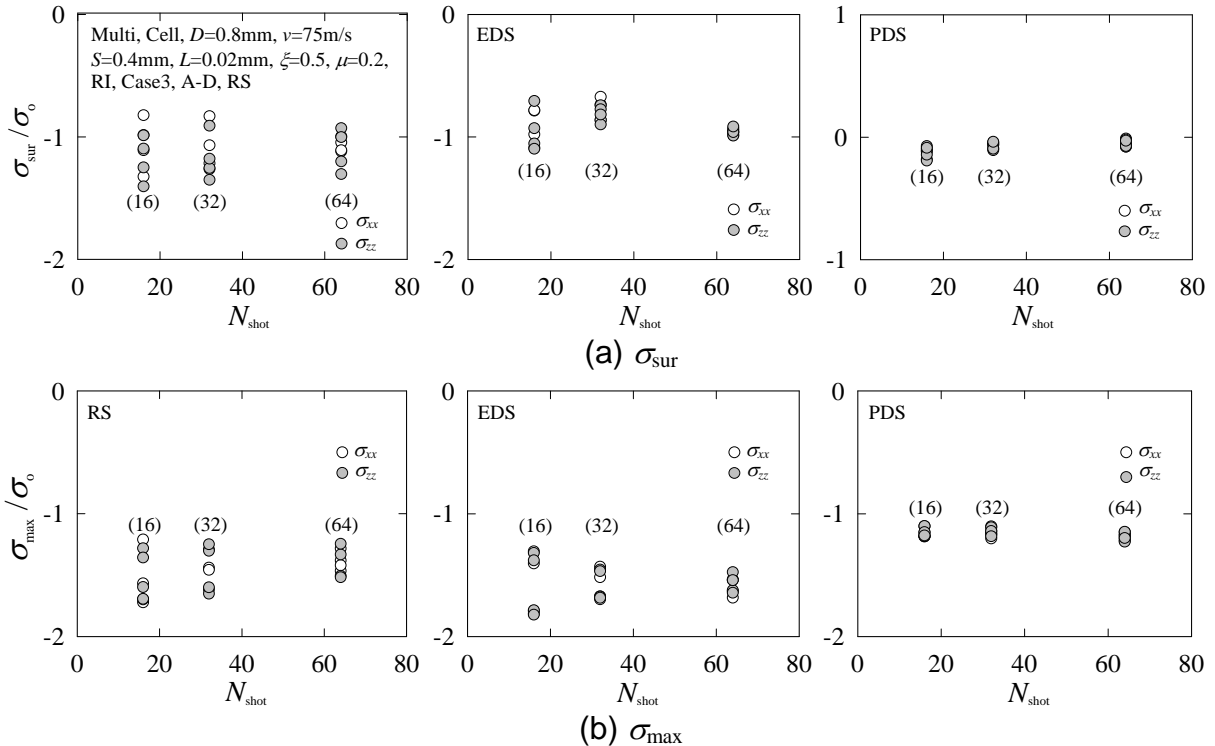 0
Multi, Cell, D=0.8mm, v=75m/s
S=0.4mm, L=0.02mm, ξ=0.5, μ=0.2,
RI, Case3, A-D, RS
-1
(16) (32) (64)
σxx
σzz
-2
0 20 40 60 80
σsur/σo
Nshot
0
EDS
-1
(16) (32) (64)
σxx
σzz
-2
0 20 40 60 80
Nshot
1
PDS
0
(16) (32) (64)
σxx
σzz
-1
0 20 40 60 80
Nshot
(a) σsur
0
RS
σxx
σzz
(16) (32) (64)
-1
-2
0 20 40 60 80
σmax/σo
Nshot
0
EDS
σxx
σzz
-1
(16) (32) (64)
-2
0 20 40 60 80
Nshot
0
PDS
σxx
σzz
(16) (32) (64)
-1
-2
0 20 40 60 80
Nshot
(b) σmax